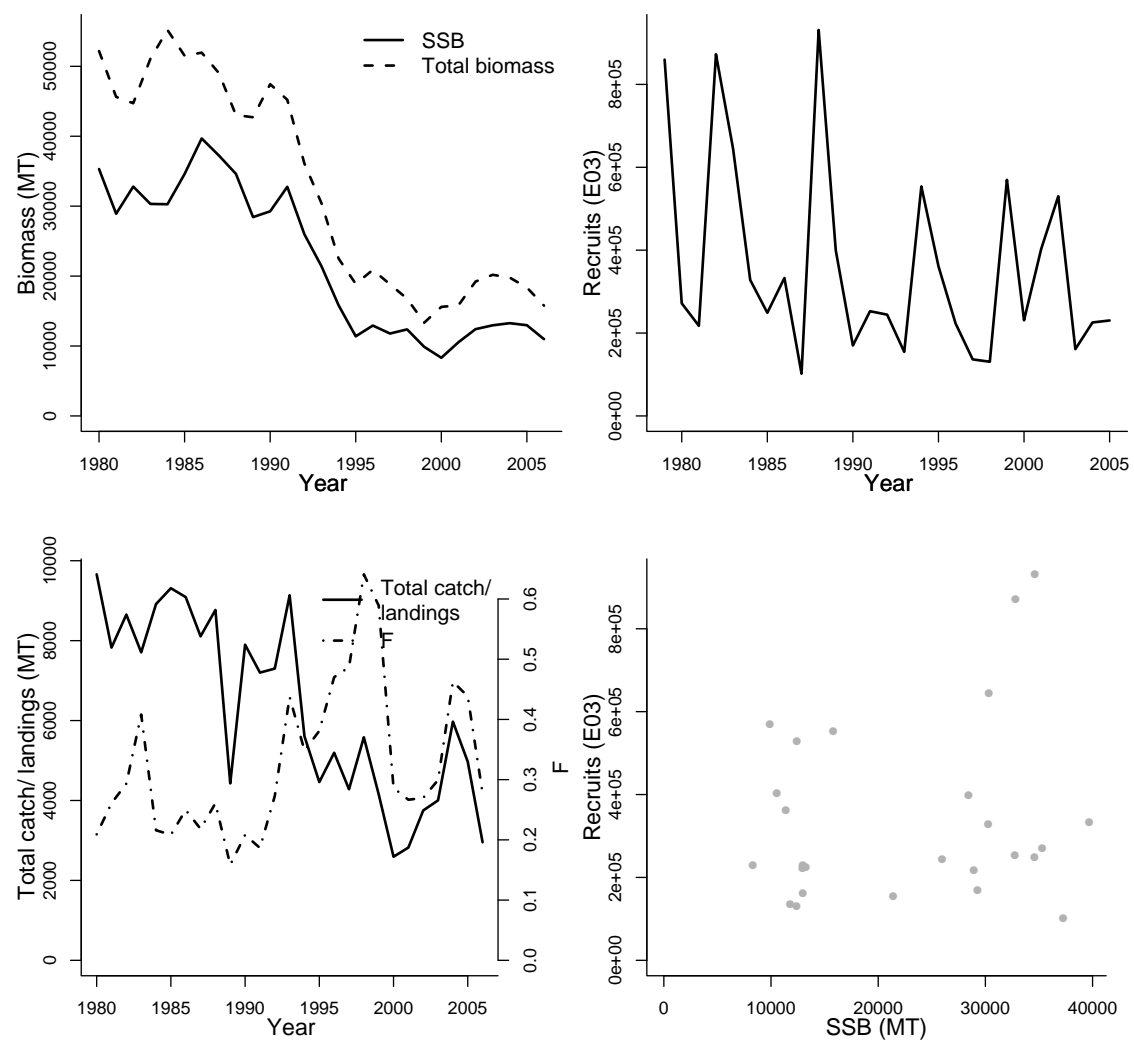 SSB
Total biomass
Biomass (MT)
0
10000
20000
30000
40000
50000
1980
1985
1990
1995
2000
2005
Year
Recruits (E03)
0e+00
2e+05
4e+05
6e+05
8e+05
1980
1985
1990
1995
2000
2005
Year
Total catch/
landings
F
Total catch/ landings (MT)
0
2000
4000
6000
8000
10000
0.0
0.1
0.2
0.3
0.4
0.5
0.6
F
1980
1985
1990
1995
2000
2005
Year
Recruits (E03)
0e+00
2e+05
4e+05
6e+05
8e+05
0
10000
20000
30000
40000
SSB (MT)